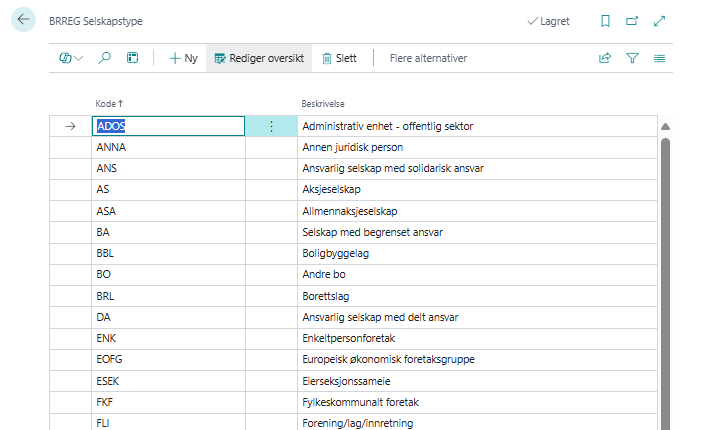 BRREG Selskapstype
Lagret
Ny Rediger oversikt Slett Flere alternativer
Kode Beskrivelse
ADOS Administrativ enhet - offentlig sektor
ANNA Annen juridisk person
ANS Ansvarlig selskap med solidarisk ansvar
AS Aksjeselskap
ASA Allmennaksjeselskap
BA Selskap med begrenset ansvar
BBL Boligbyggelag
BO Andre bo
BRL Borettslag
DA Ansvarlig selskap med delt ansvar
ENK Enkeltpersonforetak
EOFG Europeisk økonomisk foretaksgruppe
ESEK Eierseksjonssameie
FKF Fylkeskommunalt foretak
FLI Forening/lag/innretning